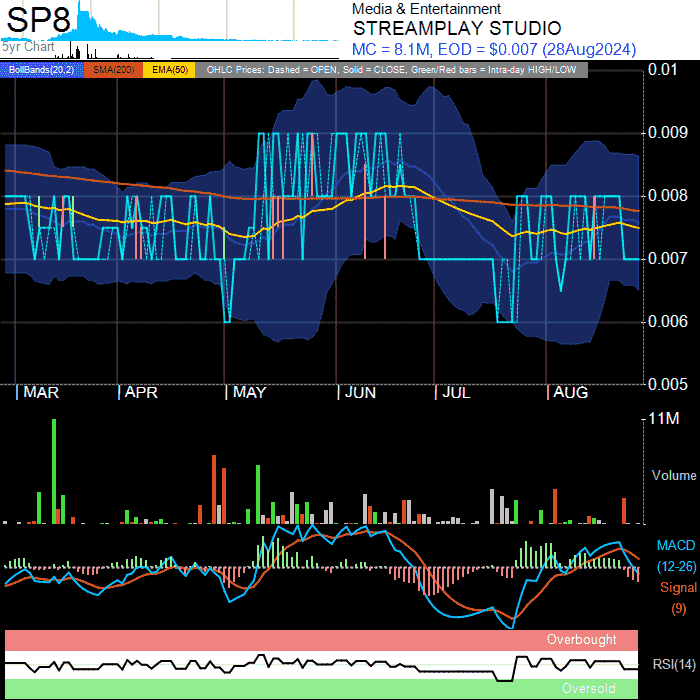 SP8
5yr Chart
Media & Entertainment
STREAMPLAY STUDIO
MC = 8.1M, EOD = $0.007 (28Aug2024)
BollBands(20,2) SMA(200) EMA(50) OHLC Prices: Dashed = OPEN, Solid = CLOSE, Green/Red bars = Intra-day HIGH/LOW
0.01
0.009
0.008
0.007
0.006
0.005
MAR APR MAY JUN JUL AUG
11M
Volume
MACD
(12-26)
Signal
(9)
Overbought
RSI(14)
Oversold